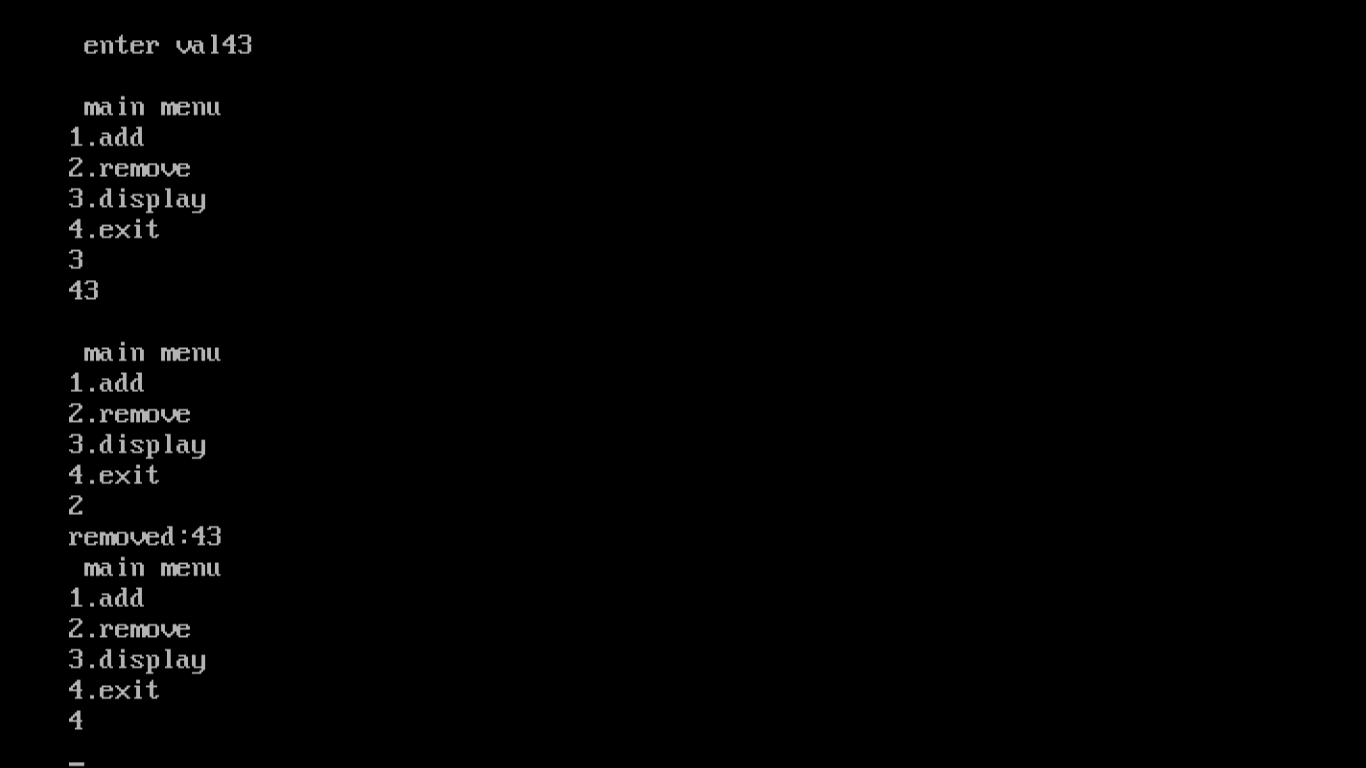 enter val43
main menu
1.add
2.remove
3.display
4.exit
3
43
main menu
1.add
2.remove
3.display
4.exit
2
removed:43
main menu
1.add
2.remove
3.display
4.exit
4
_